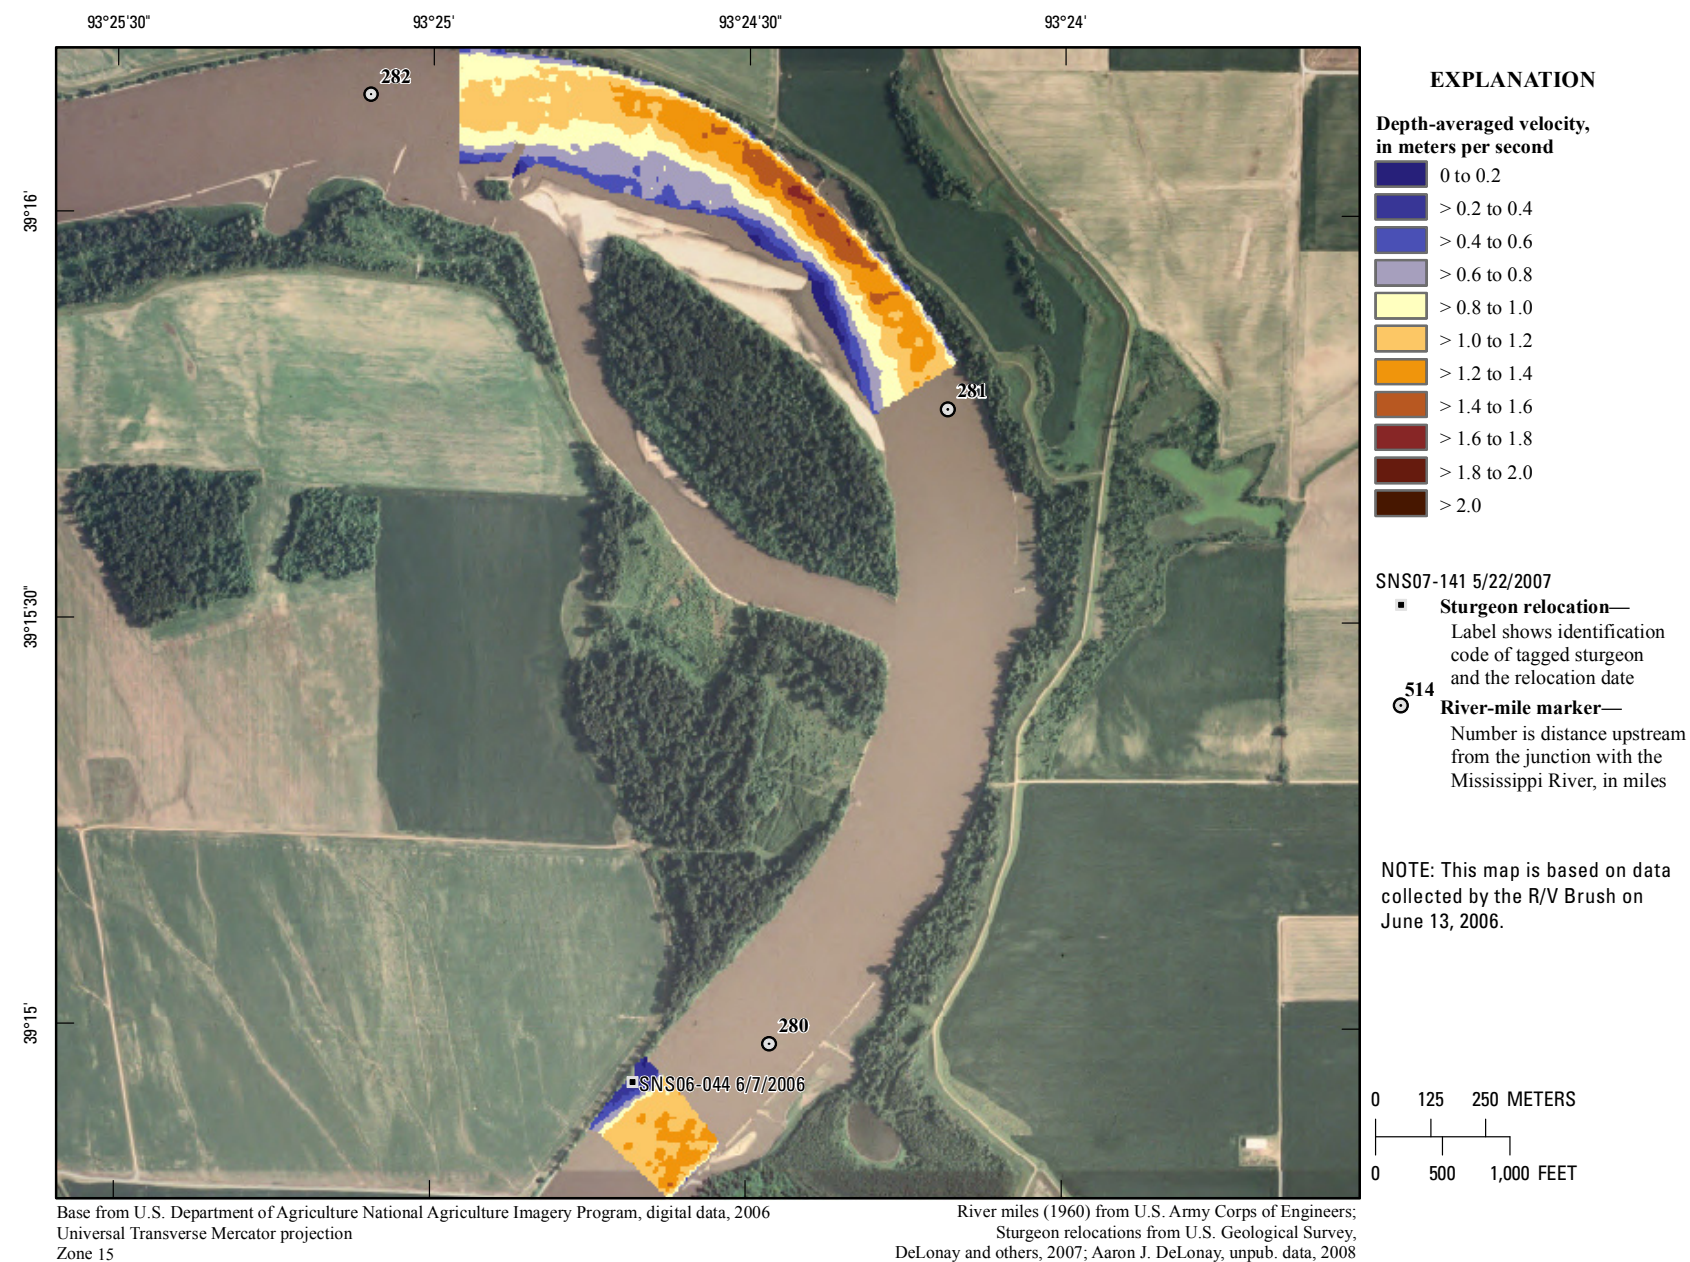 93°25'30"
93°25'
93°24'30"
93°24'
39°16'
39°15'30"
39°15'
282
281
280
SNS06-044 6/7/2006
EXPLANATION
Depth-averaged velocity,
in meters per second
0 to 0.2
> 0.2 to 0.4
> 0.4 to 0.6
> 0.6 to 0.8
> 0.8 to 1.0
> 1.0 to 1.2
> 1.2 to 1.4
> 1.4 to 1.6
> 1.6 to 1.8
> 1.8 to 2.0
> 2.0
SNS07-141 5/22/2007
Sturgeon relocation—
Label shows identification
code of tagged sturgeon
and the relocation date
514
River-mile marker—
Number is distance upstream
from the junction with the
Mississippi River, in miles
NOTE: This map is based on data
collected by the R/V Brush on
June 13, 2006.
0 125 250 METERS
0 500 1,000 FEET
Base from U.S. Department of Agriculture National Agriculture Imagery Program, digital data, 2006
Universal Transverse Mercator projection
Zone 15
River miles (1960) from U.S. Army Corps of Engineers;
Sturgeon relocations from U.S. Geological Survey,
DeLonay and others, 2007; Aaron J. DeLonay, unpub. data, 2008